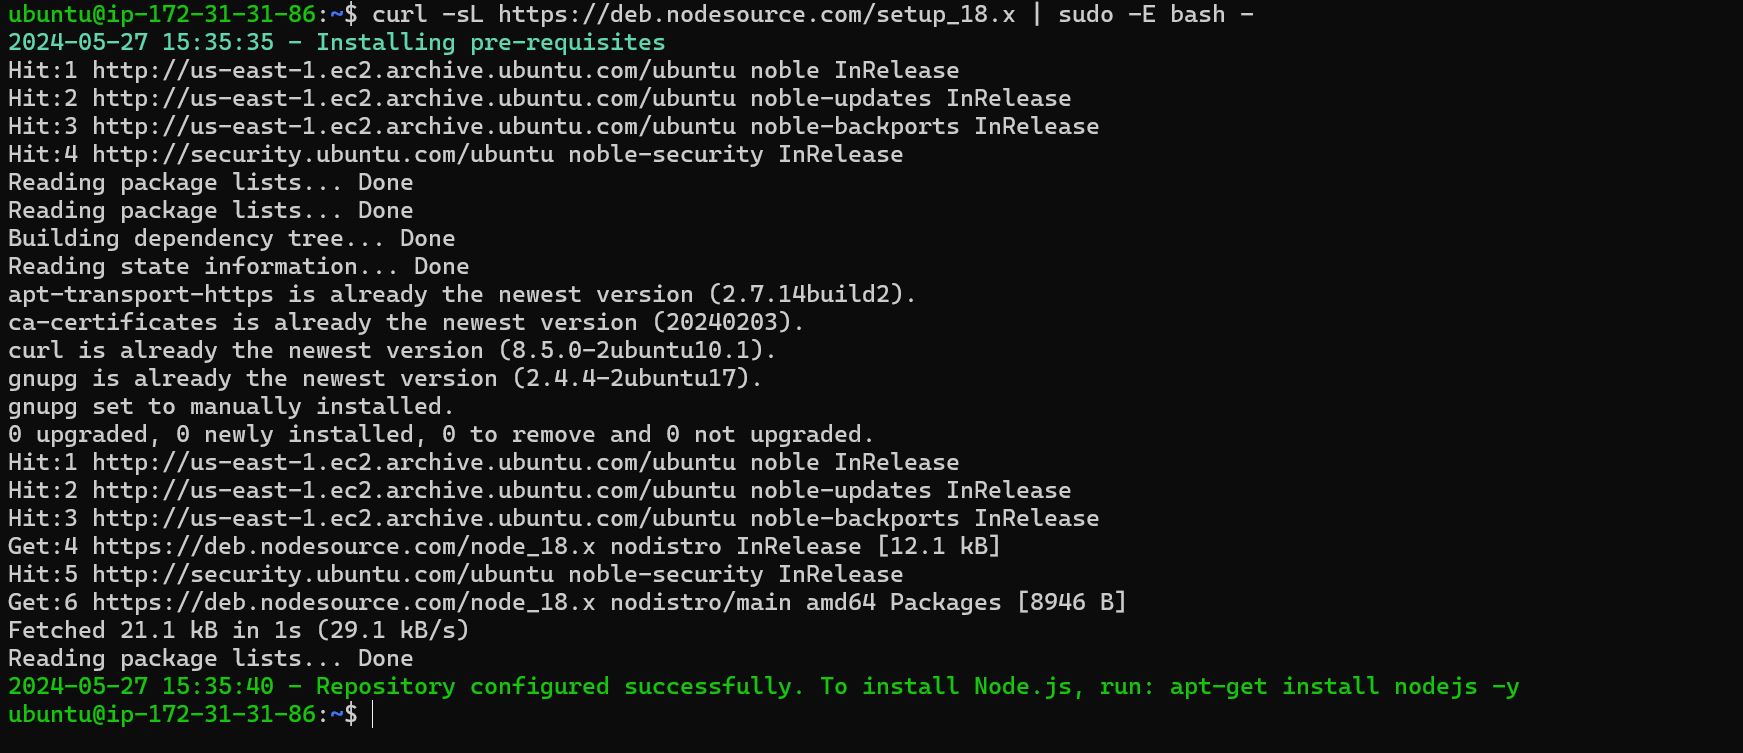 ubuntu@ip-172-31-31-86:~$ curl -sL https://deb.nodesource.com/setup_18.x | sudo -E bash -
2024-05-27 15:35:35 - Installing pre-requisites
Hit:1 http://us-east-1.ec2.archive.ubuntu.com/ubuntu noble InRelease
Hit:2 http://us-east-1.ec2.archive.ubuntu.com/ubuntu noble-updates InRelease
Hit:3 http://us-east-1.ec2.archive.ubuntu.com/ubuntu noble-backports InRelease
Hit:4 http://security.ubuntu.com/ubuntu noble-security InRelease
Reading package lists... Done
Reading package lists... Done
Building dependency tree... Done
Reading state information... Done
apt-transport-https is already the newest version (2.7.14build2).
ca-certificates is already the newest version (20240203).
curl is already the newest version (8.5.0-2ubuntu10.1).
gnupg is already the newest version (2.4.4-2ubuntu17).
gnupg set to manually installed.
0 upgraded, 0 newly installed, 0 to remove and 0 not upgraded.
Hit:1 http://us-east-1.ec2.archive.ubuntu.com/ubuntu noble InRelease
Hit:2 http://us-east-1.ec2.archive.ubuntu.com/ubuntu noble-updates InRelease
Hit:3 http://us-east-1.ec2.archive.ubuntu.com/ubuntu noble-backports InRelease
Get:4 https://deb.nodesource.com/node_18.x nodistro InRelease [12.1 kB]
Hit:5 http://security.ubuntu.com/ubuntu noble-security InRelease
Get:6 https://deb.nodesource.com/node_18.x nodistro/main amd64 Packages [8946 B]
Fetched 21.1 kB in 1s (29.1 kB/s)
Reading package lists... Done
2024-05-27 15:35:40 - Repository configured successfully. To install Node.js, run: apt-get install nodejs -y
ubuntu@ip-172-31-31-86:~$